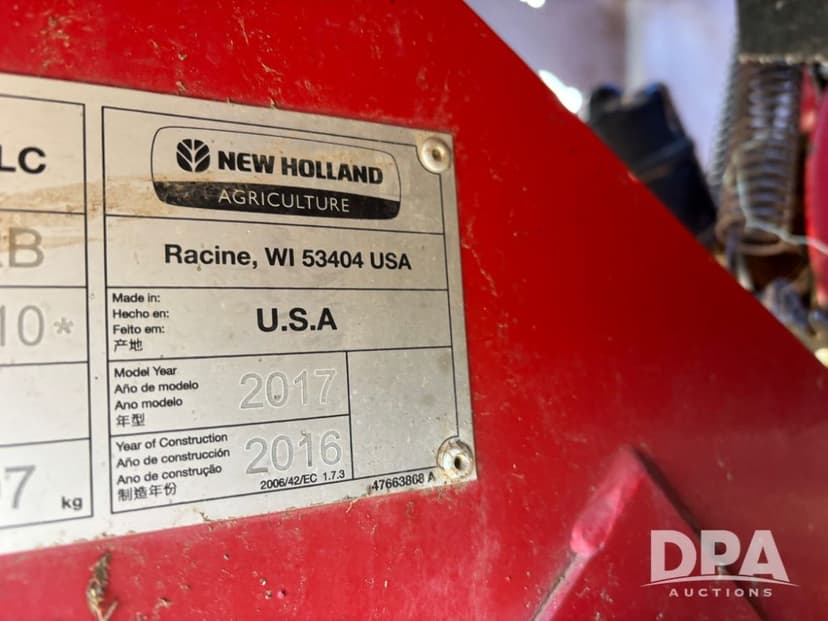 LC
B
10*
7
kg
NEW HOLLAND
AGRICULTURE
Racine, WI 53404 USA
Made in:
Hecho en:
Feito em:
产地
U.S.A
Model Year
Año de modelo
Ano modelo
年型
2017
Year of Construction
Año de construcción
Ano de construção
制造年份
2016
2006/42/EC 1.7.3
47663868 A
DPA
AUCTIONS